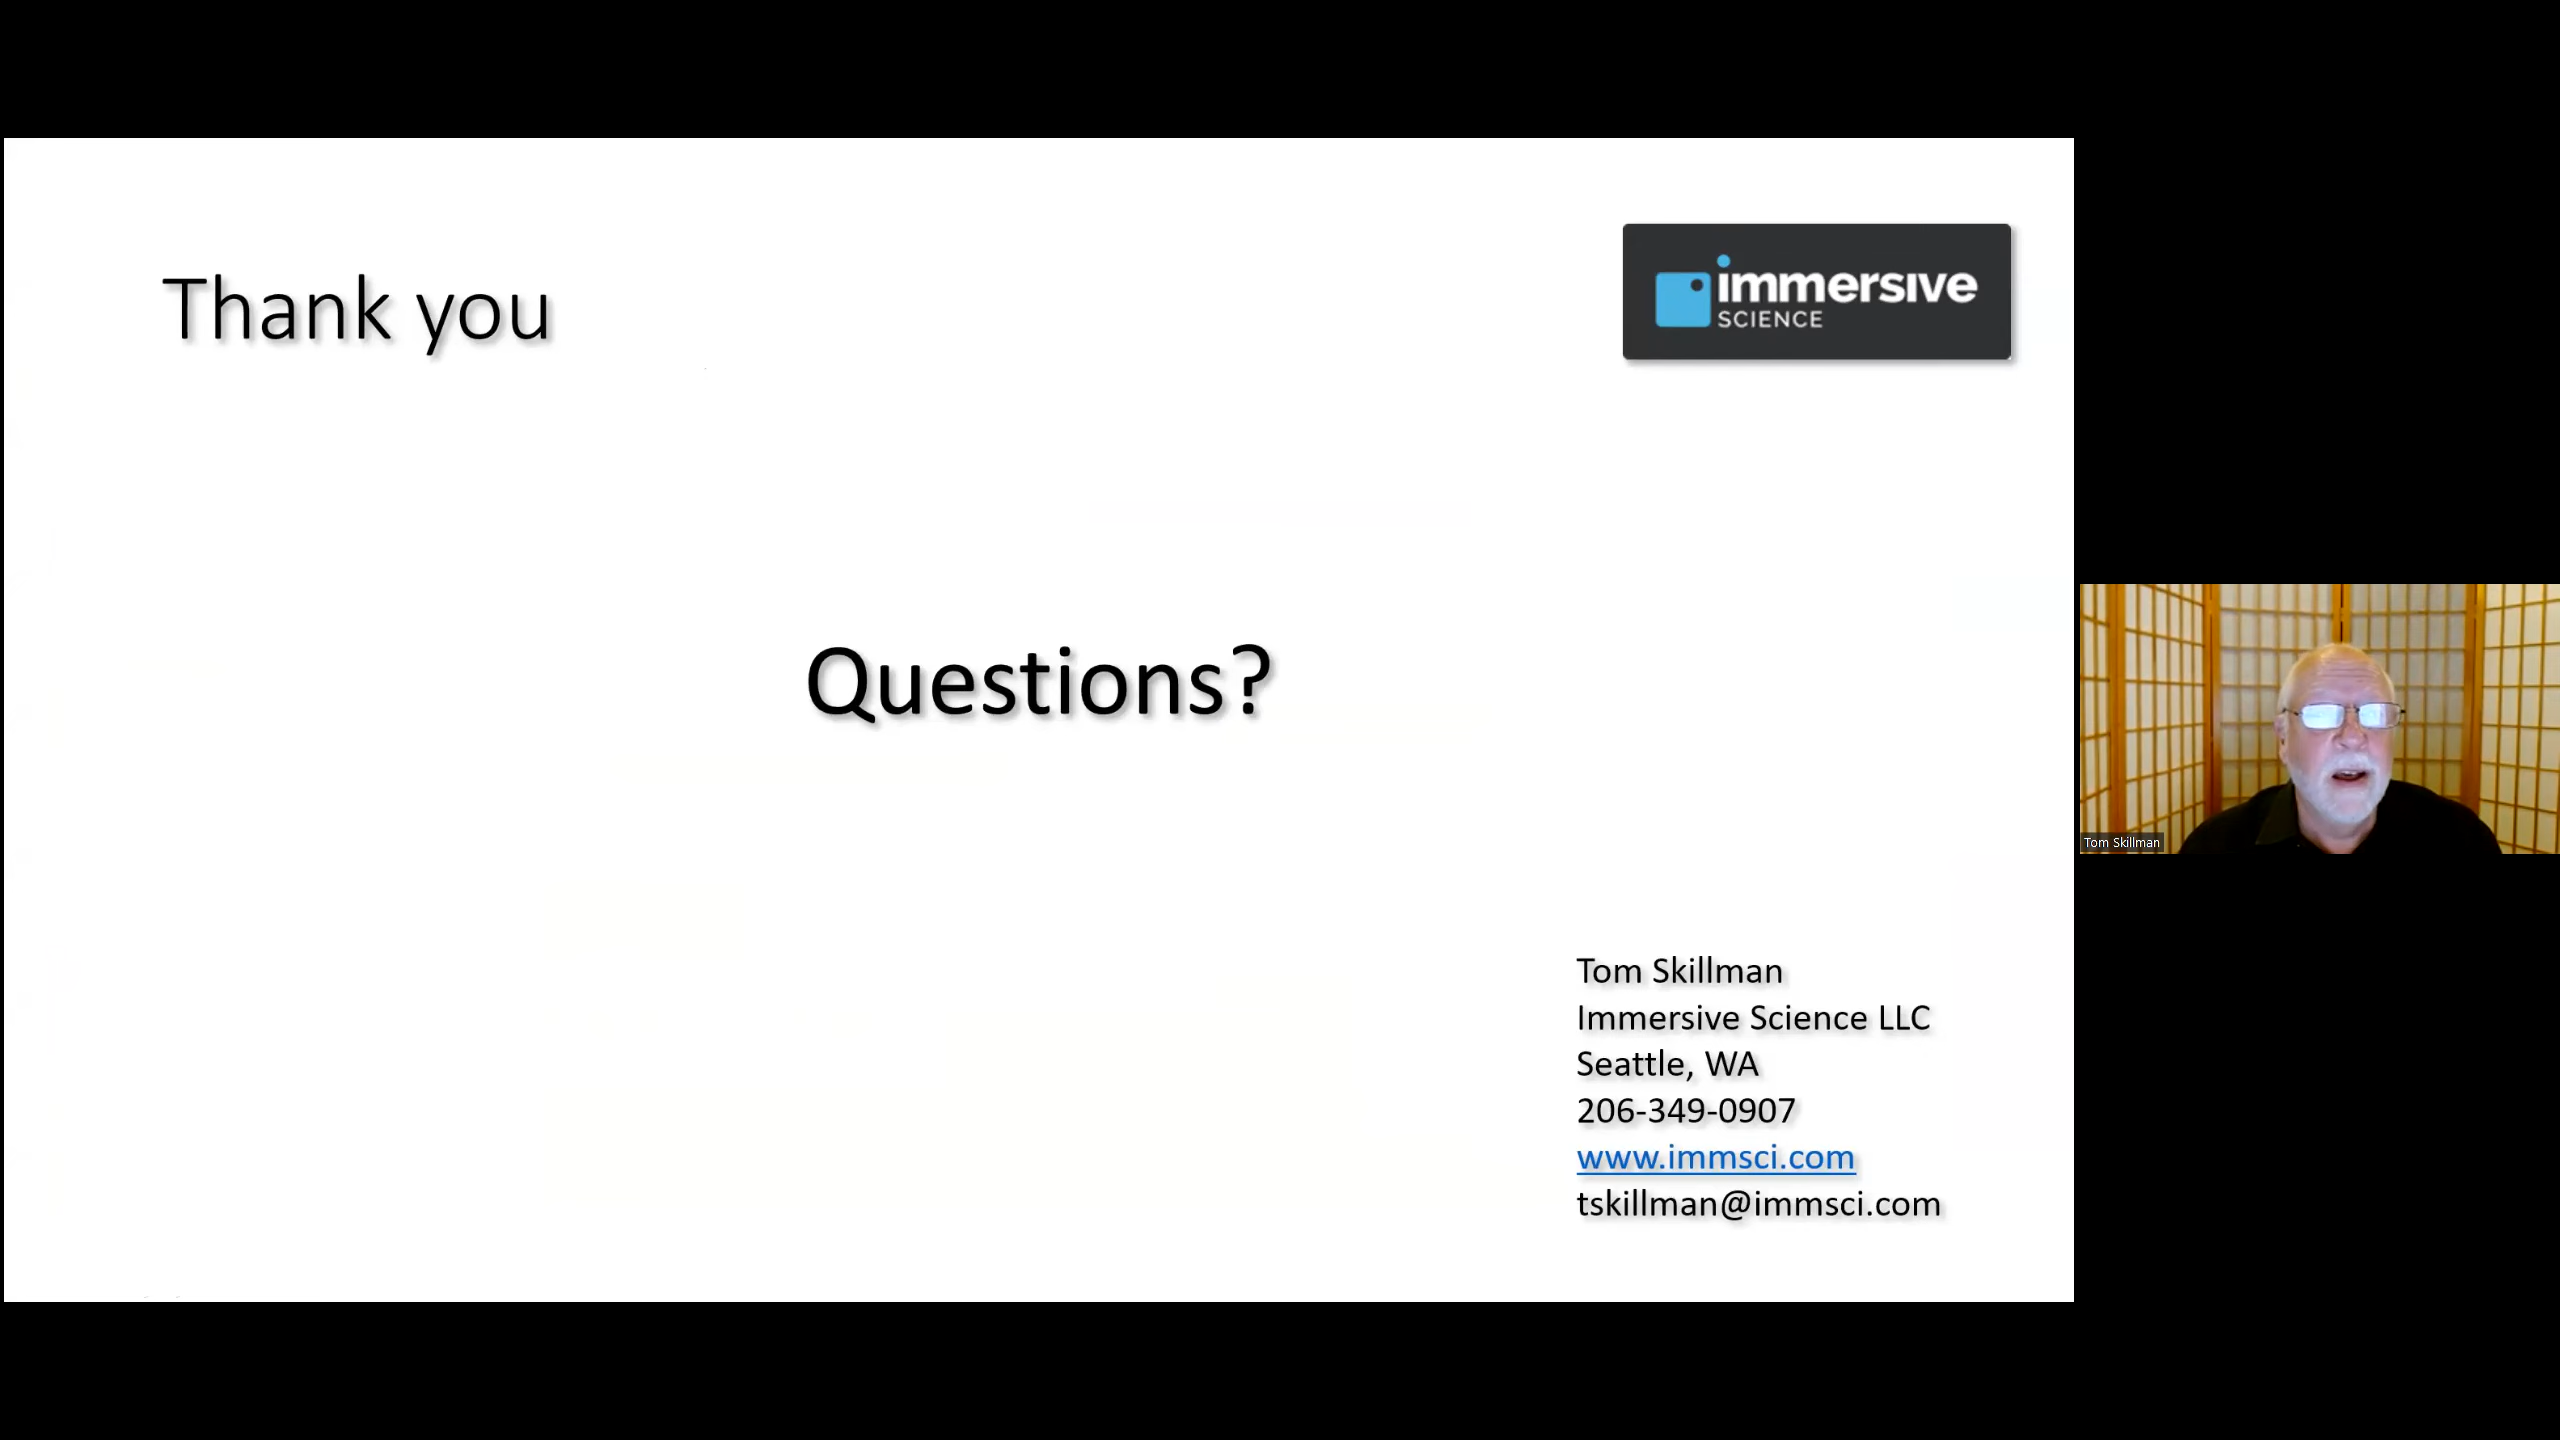 Thank you
immersive
SCIENCE
Questions?
Tom Skillman
Tom Skillman
Immersive Science LLC
Seattle, WA
206-349-0907
www.immsci.com
tskillman@immsci.com